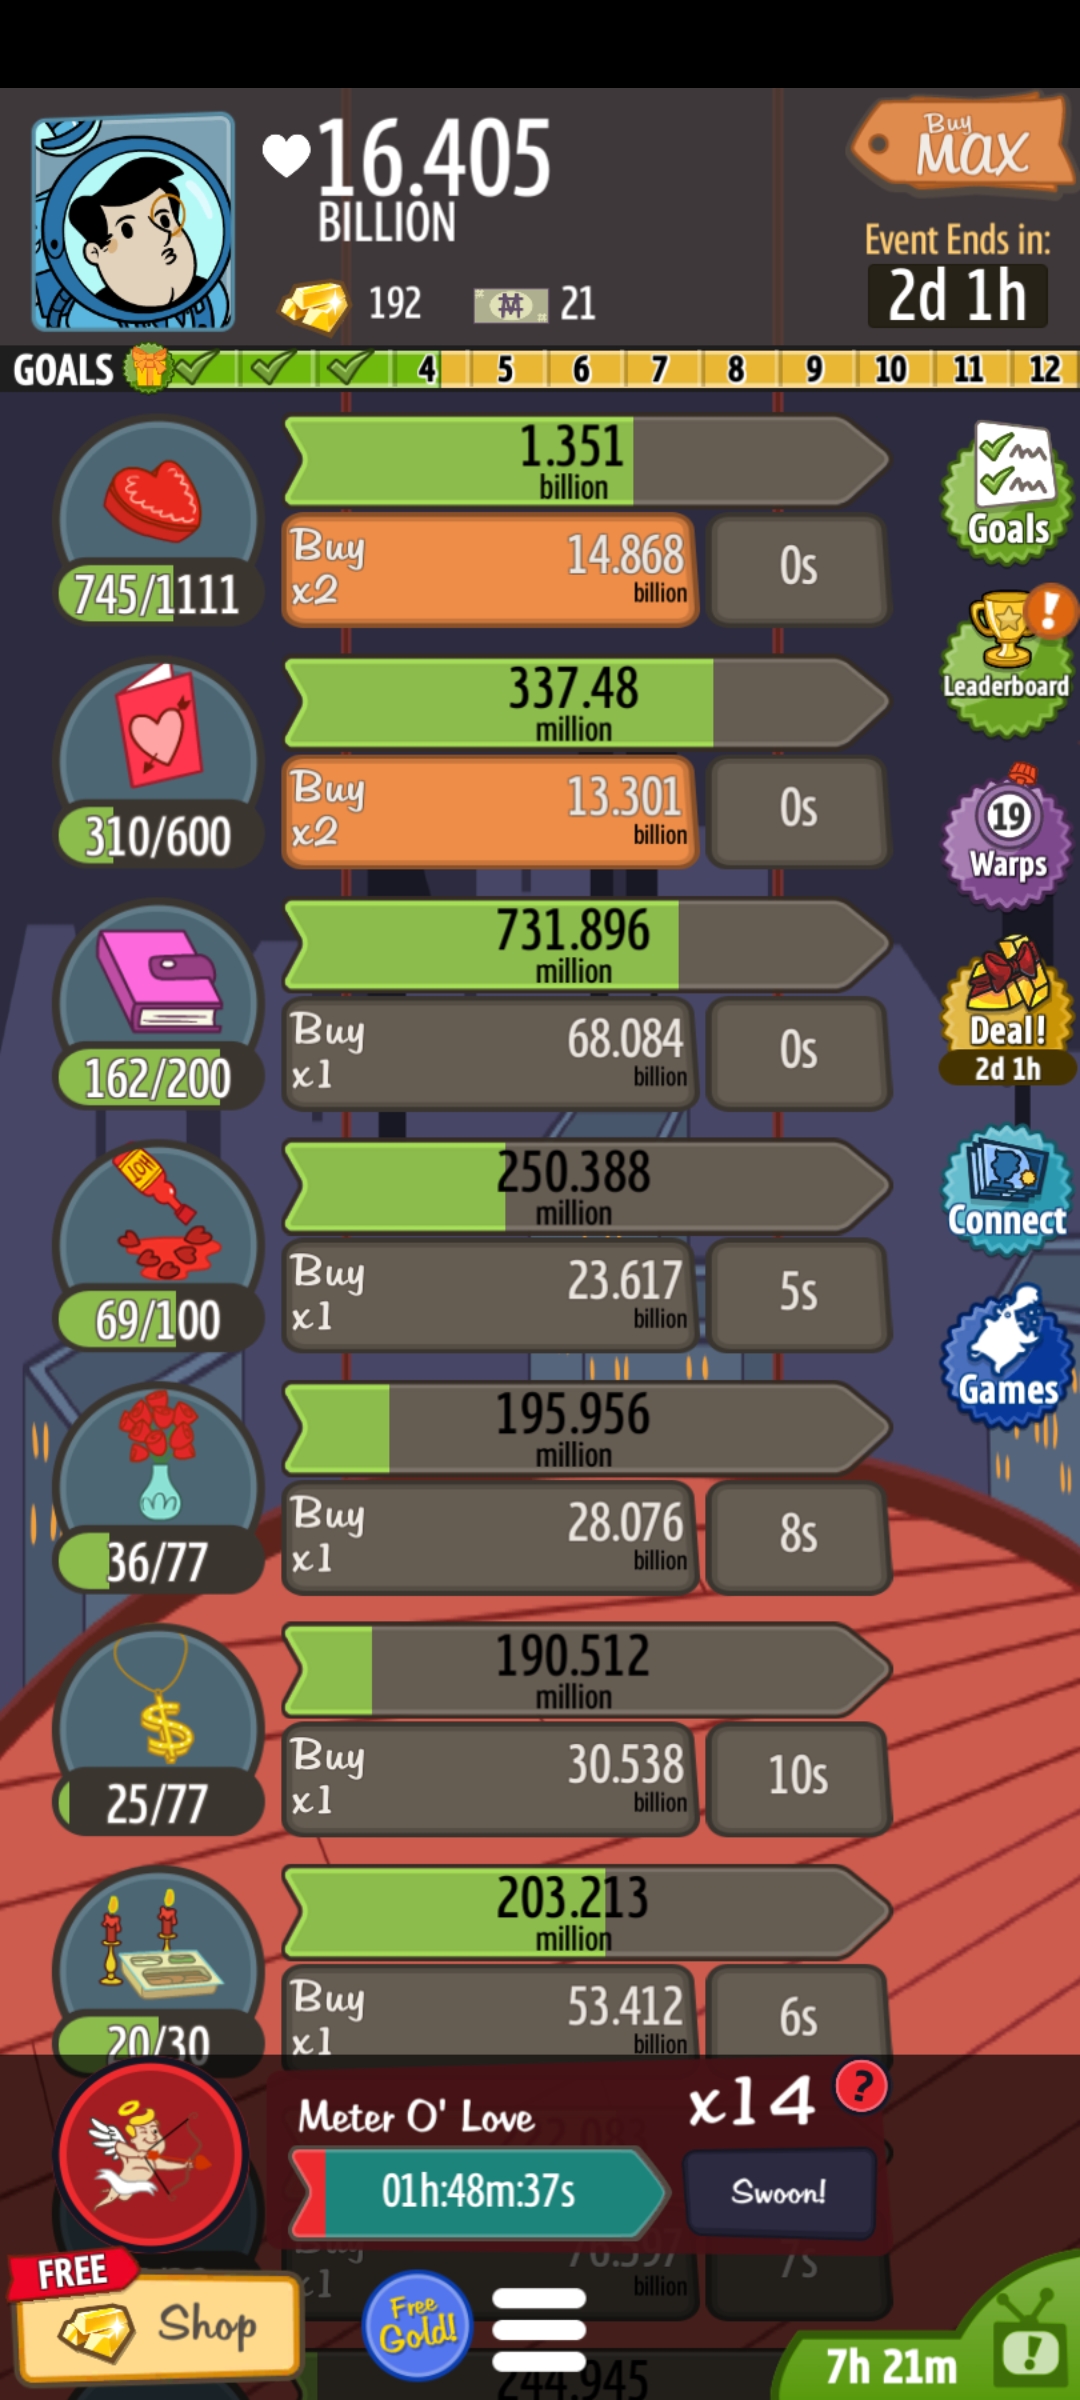 16.405
BILLION
192
21
Buy
MAX
Event Ends in:
2d 1h
GOALS
4 5 6 7 8 9 10 11 12
1.351
billion
745/1111
Buy
x2
14.868
billion
0s
Goals
337.48
million
310/600
Buy
x2
13.301
billion
0s
!
Leaderboard
731.896
million
162/200
Buy
x1
68.084
billion
0s
19
Warps
Deal!
2d 1h
HOT
250.388
million
69/100
Buy
x1
23.617
billion
5s
Connect
195.956
million
36/77
Buy
x1
28.076
billion
8s
Games
$
190.512
million
25/77
Buy
x1
30.538
billion
10s
203.213
million
20/30
Buy
x1
53.412
billion
6s
Meter O' Love
x14
?
01h:48m:37s
Swoon!
Buy
x1
billion
7s
FREE
Shop
Free
Gold!
244.945
7h 21m
!